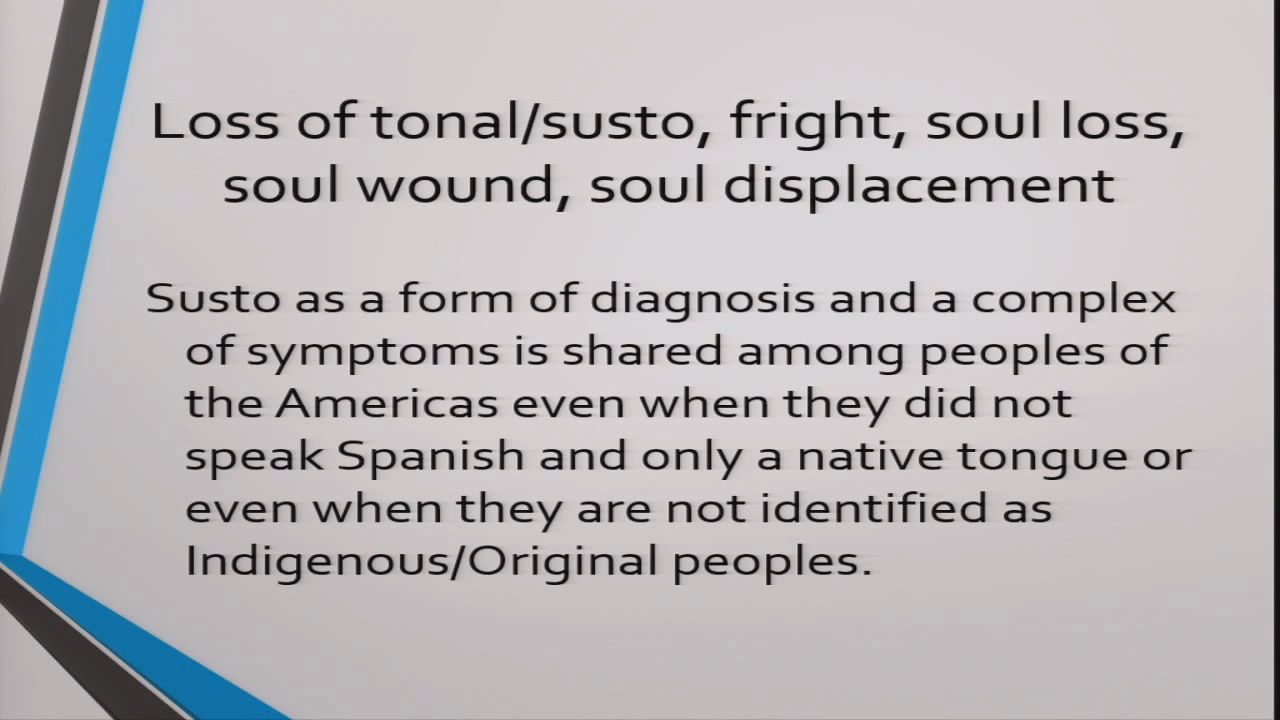 Loss of tonal/susto, fright, soul loss,
soul wound, soul displacement
Susto as a form of diagnosis and a complex
of symptoms is shared among peoples of
the Americas even when they did not
speak Spanish and only a native tongue or
even when they are not identified as
Indigenous/Original peoples.